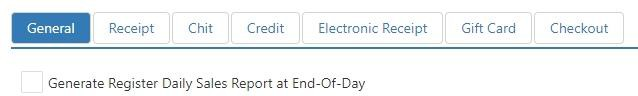 General Receipt Chit Credit Electronic Receipt Gift Card Checkout
Generate Register Daily Sales Report at End-Of-Day